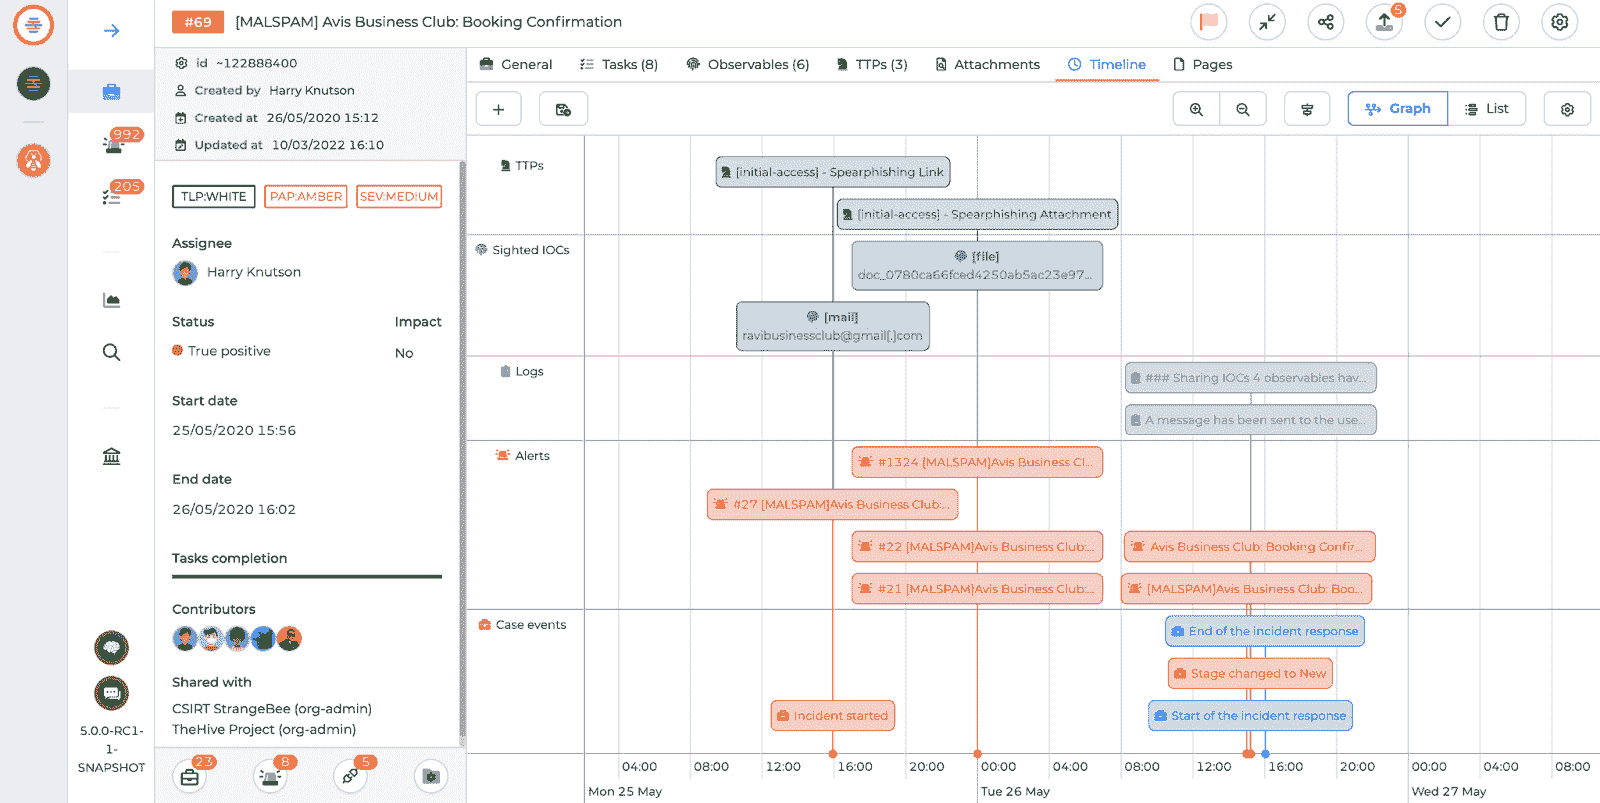 #69 [MALSPAM] Avis Business Club: Booking Confirmation
5
992
205
5.0.0-RC1-
1-
SNAPSHOT
id ~122888400
Created by Harry Knutson
Created at 26/05/2020 15:12
Updated at 10/03/2022 16:10
TLP:WHITE PAP:AMBER SEV:MEDIUM
Assignee
Harry Knutson
Status Impact
True positive No
Start date
25/05/2020 15:56
End date
26/05/2020 16:02
Tasks completion
Contributors
Shared with
CSIRT StrangeBee (org-admin)
TheHive Project (org-admin)
23 8 5
General Tasks (8) Observables (6) TTPs (3) Attachments Timeline Pages
+ Graph List
TTPs
[initial-access] - Spearphishing Link
[initial-access] - Spearphishing Attachment
Sighted IOCs
[file]
doc_0780ca66fced4250ab5ac23e97...
[mail]
ravibusinessclub@gmail[.]com
Logs
### Sharing IOCs 4 observables hav...
A message has been sent to the use...
Alerts
#1324 [MALSPAM]Avis Business Cl...
#27 [MALSPAM]Avis Business Club:...
#22 [MALSPAM]Avis Business Club:... Avis Business Club: Booking Confir...
#21 [MALSPAM]Avis Business Club:... [MALSPAM]Avis Business Club: Boo...
Case events
End of the incident response
Stage changed to New
Incident started Start of the incident response
04:00 08:00 12:00 16:00 20:00 00:00 04:00 08:00 12:00 16:00 20:00 00:00 04:00 08:00
Mon 25 May Tue 26 May Wed 27 May